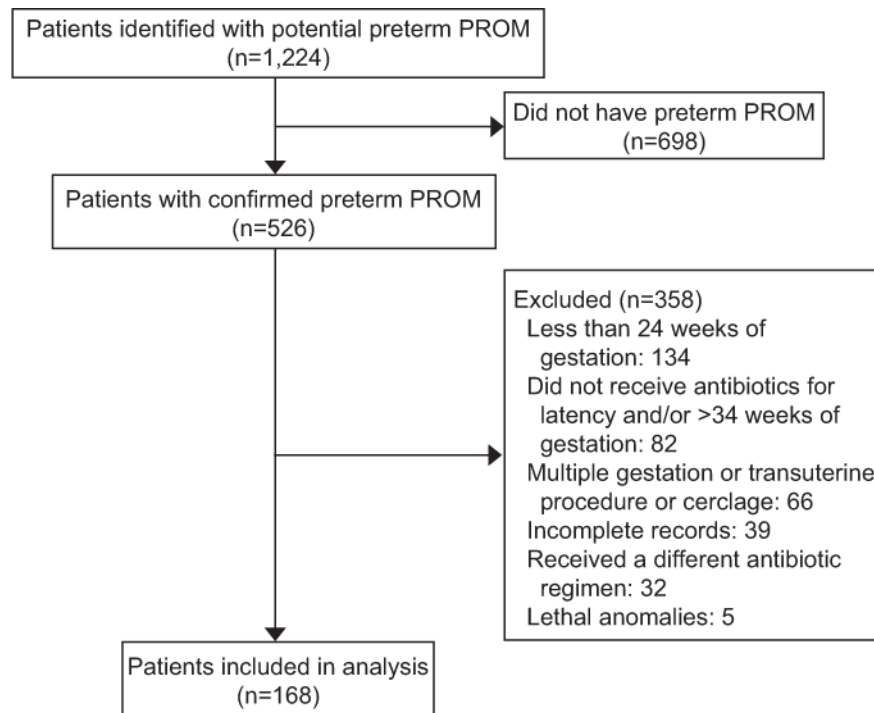 Patients identified with potential preterm PROM
(n=1,224)
Did not have preterm PROM
(n=698)
Patients with confirmed preterm PROM
(n=526)
Excluded (n=358)
Less than 24 weeks of
gestation: 134
Did not receive antibiotics for
latency and/or >34 weeks of
gestation: 82
Multiple gestation or transuterine
procedure or cerclage: 66
Incomplete records: 39
Received a different antibiotic
regimen: 32
Lethal anomalies: 5
Patients included in analysis
(n=168)